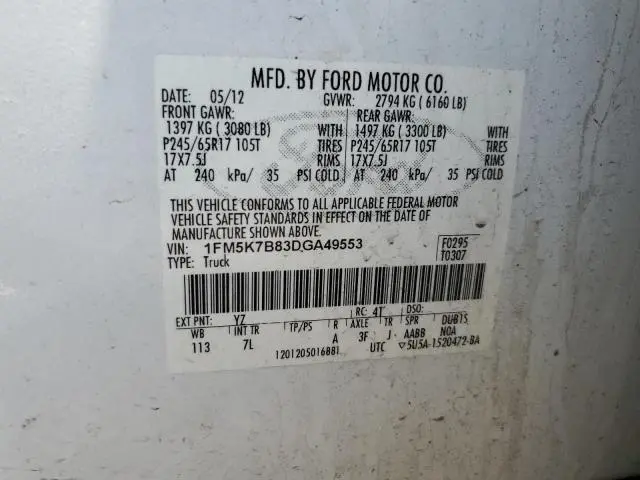 MFD. BY FORD MOTOR CO.
DATE: 05/12 GVWR: 2794 KG ( 6160 LB)
FRONT GAWR: REAR GAWR:
1397 KG ( 3080 LB) WITH 1497 KG ( 3300 LB) WITH
P245/65R17 105T TIRES P245/65R17 105T TIRES
17X7.5J RIMS 17X7.5J RIMS
AT 240 kPa/ 35 PSI COLD AT 240 kPa/ 35 PSI COLD
Ford
THIS VEHICLE CONFORMS TO ALL APPLICABLE FEDERAL MOTOR
VEHICLE SAFETY STANDARDS IN EFFECT ON THE DATE OF
MANUFACTURE SHOWN ABOVE.
VIN: 1FM5K7B83DGA49553 F0295
TYPE: Truck T0307
EXT PNT: YZ RC: 4T DSO:
WB INT TR TP/PS R AXLE TR SPR DUB1S
113 7L A 3F J AABB NOA
1201205016881 UTC ▽5U5A-1520472-BA